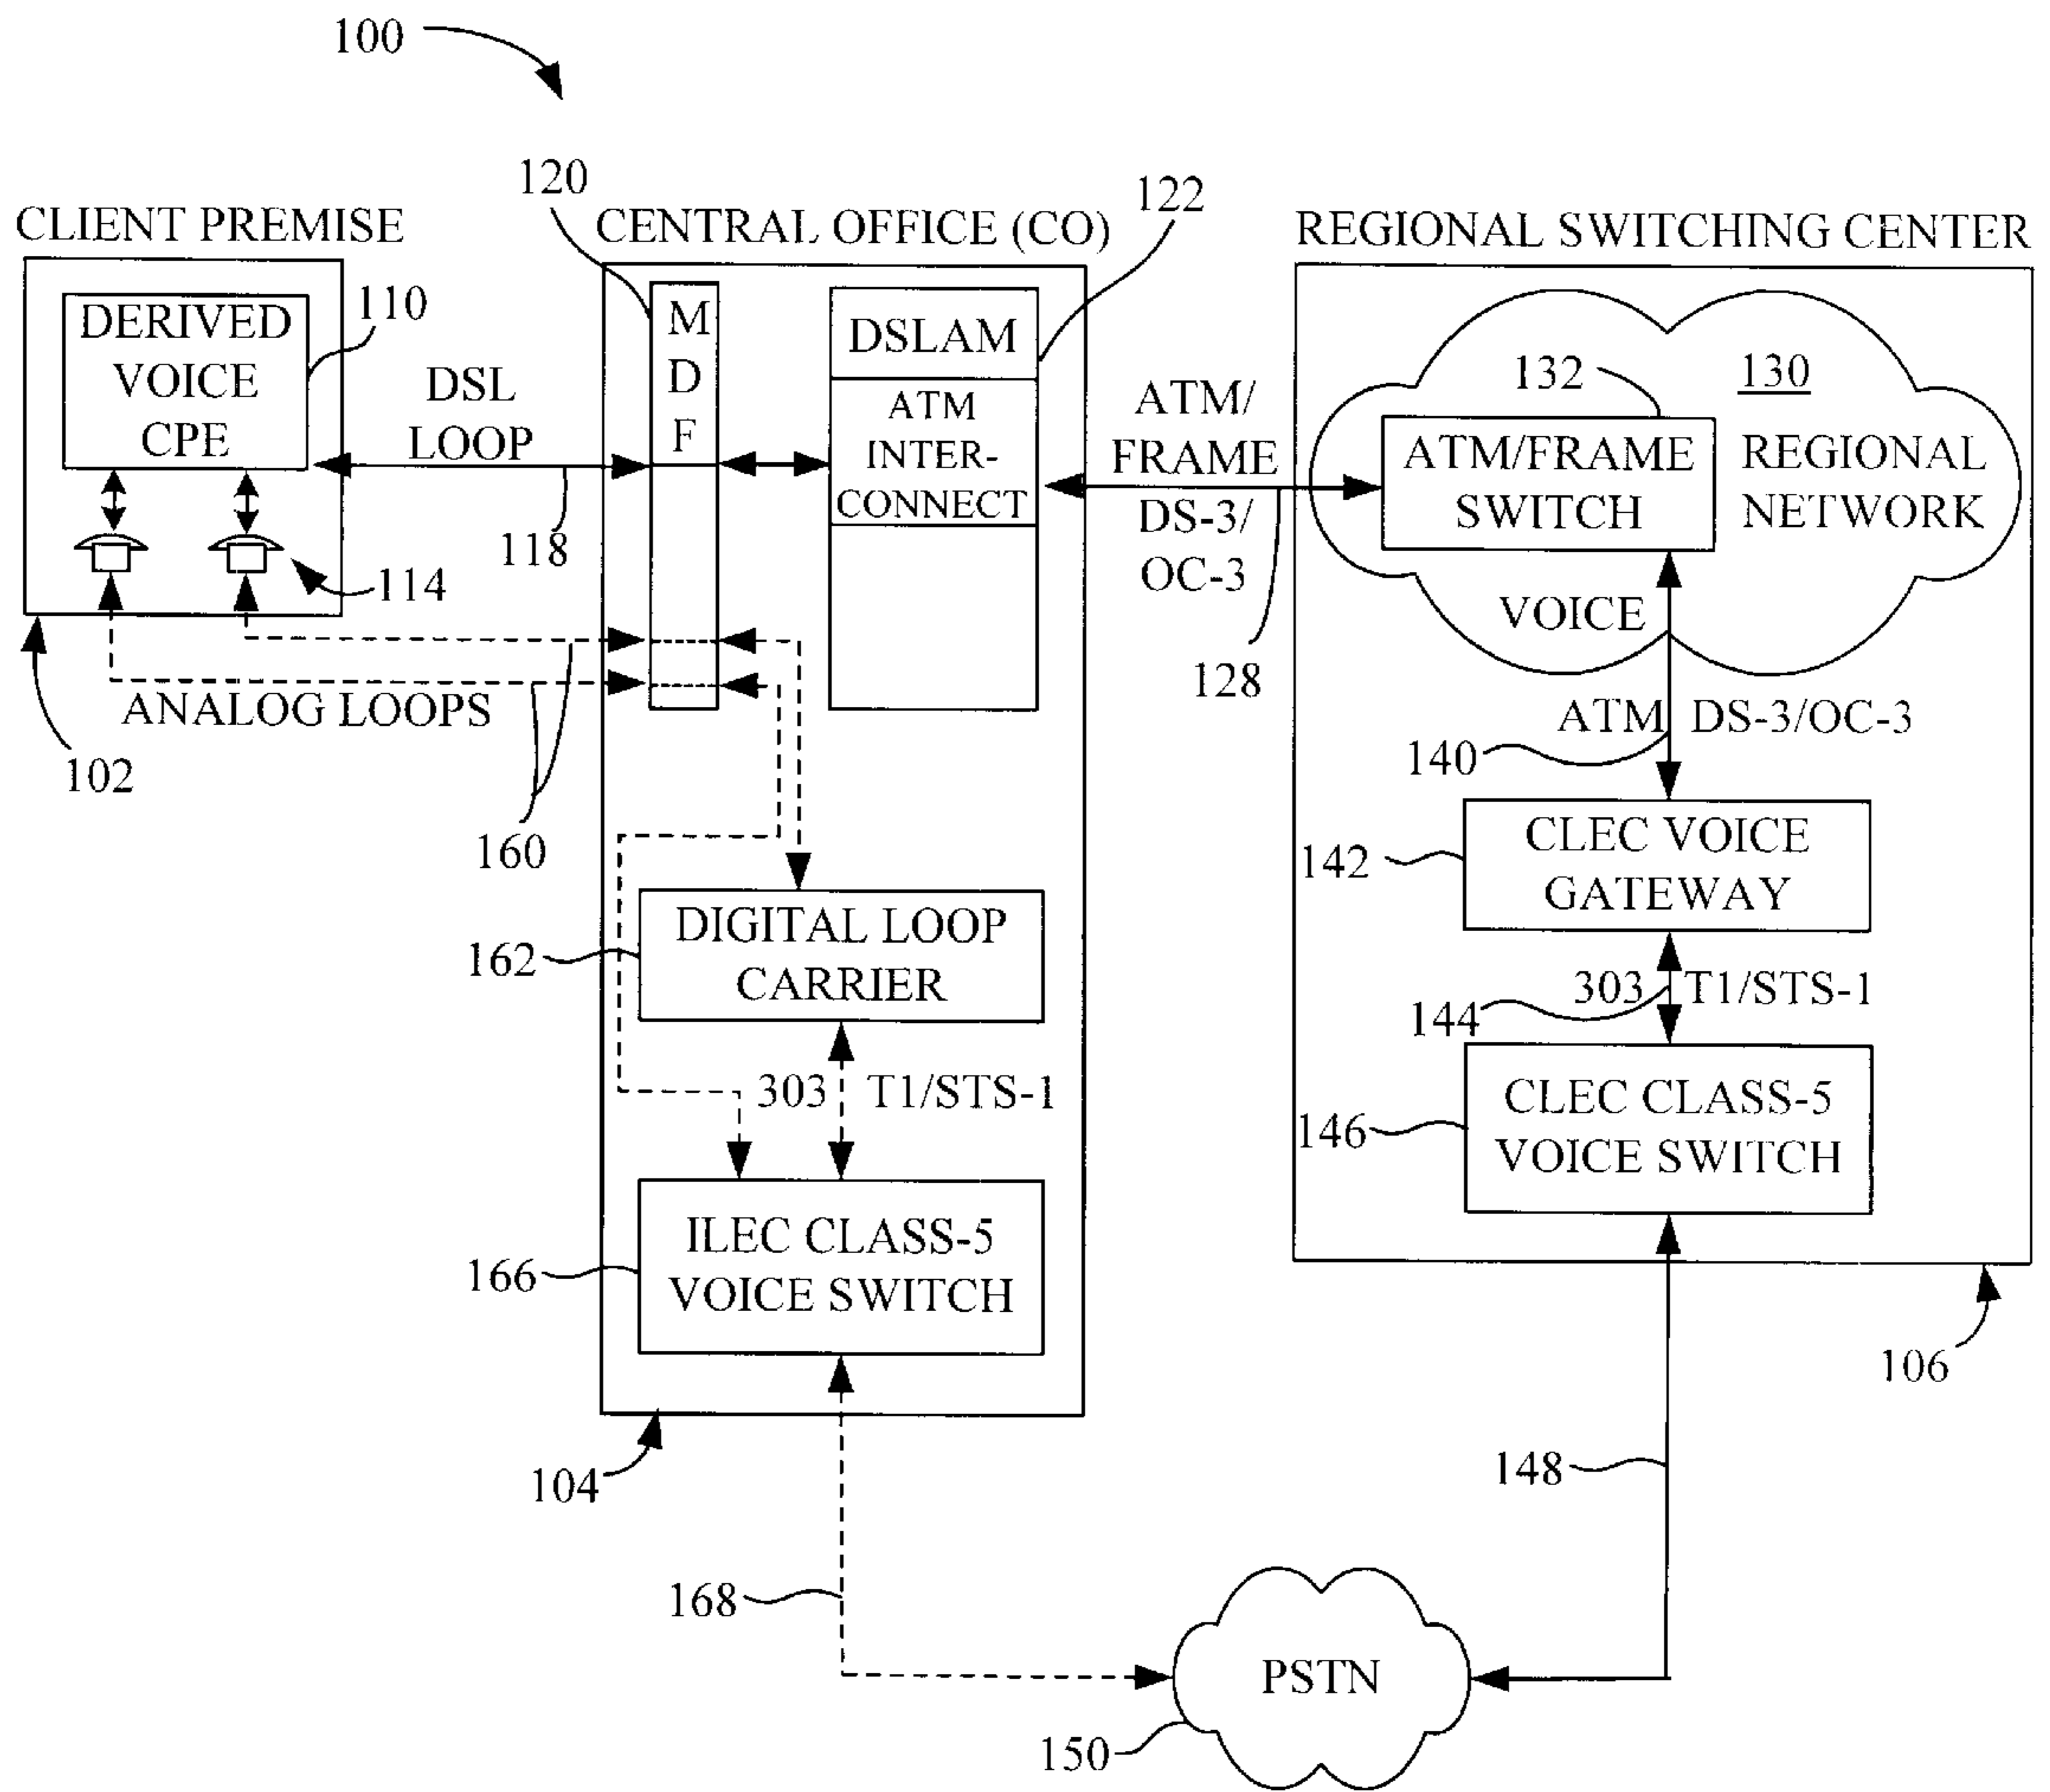 100
120
122
CLIENT PREMISE
CENTRAL OFFICE (CO)
REGIONAL SWITCHING CENTER
DERIVED
VOICE
CPE
110
114
102
DSL
LOOP
118
ANALOG LOOPS
160
M
D
F
DSLAM
ATM
INTER-
CONNECT
ATM/
FRAME
DS-3/
OC-3
128
132
130
ATM/FRAME
SWITCH
REGIONAL
NETWORK
VOICE
ATM DS-3/OC-3
140
CLEC VOICE
GATEWAY
142
303 T1/STS-1
144
CLEC CLASS-5
VOICE SWITCH
146
DIGITAL LOOP
CARRIER
162
303 T1/STS-1
ILEC CLASS-5
VOICE SWITCH
166
104
106
148
168
PSTN
150